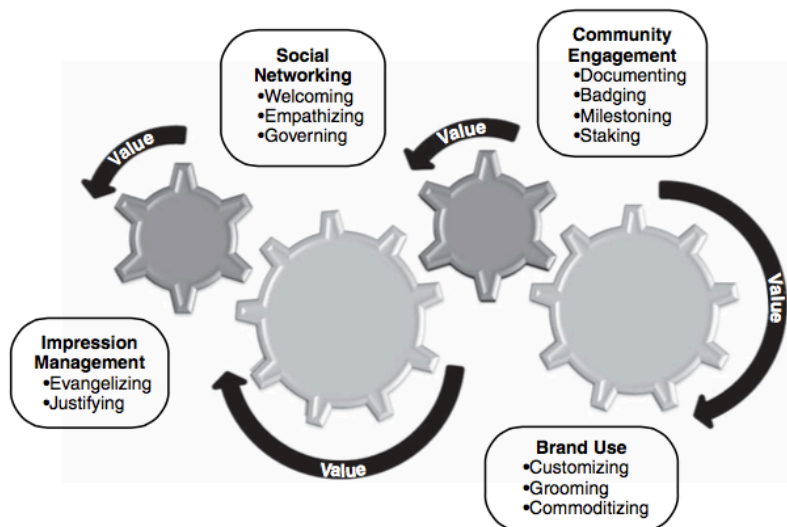 Social
Networking
•Welcoming
•Empathizing
•Governing
Community
Engagement
•Documenting
•Badging
•Milestoning
•Staking
Value
Value
Value
Impression
Management
•Evangelizing
•Justifying
Value
Brand Use
•Customizing
•Grooming
•Commoditizing